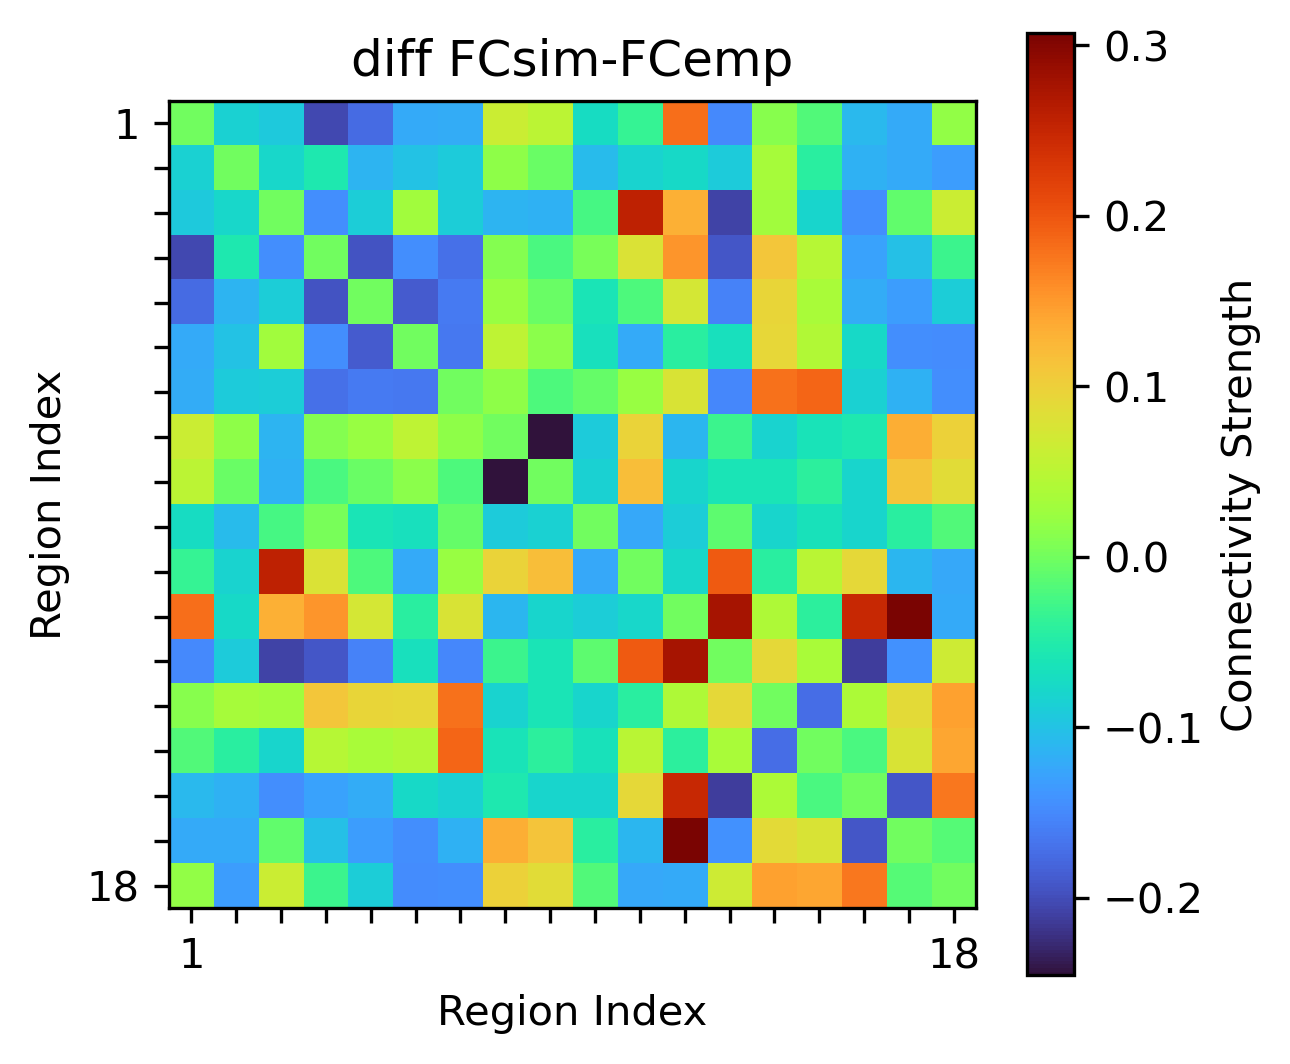 diff FCsim-FCemp
1
18
1
18
Region Index
Region Index
0.3
0.2
0.1
0.0
−0.1
−0.2
Connectivity Strength